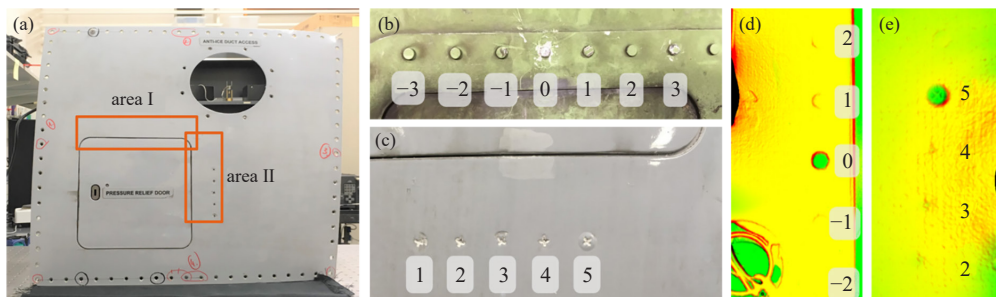 (a)
ANTI-ICE DUCT ACCESS
area I
area II
PRESSURE RELIEF DOOR
(b)
−3 −2 −1 0 1 2 3
(c)
1 2 3 4 5
(d)
2
1
0
−1
−2
(e)
5
4
3
2